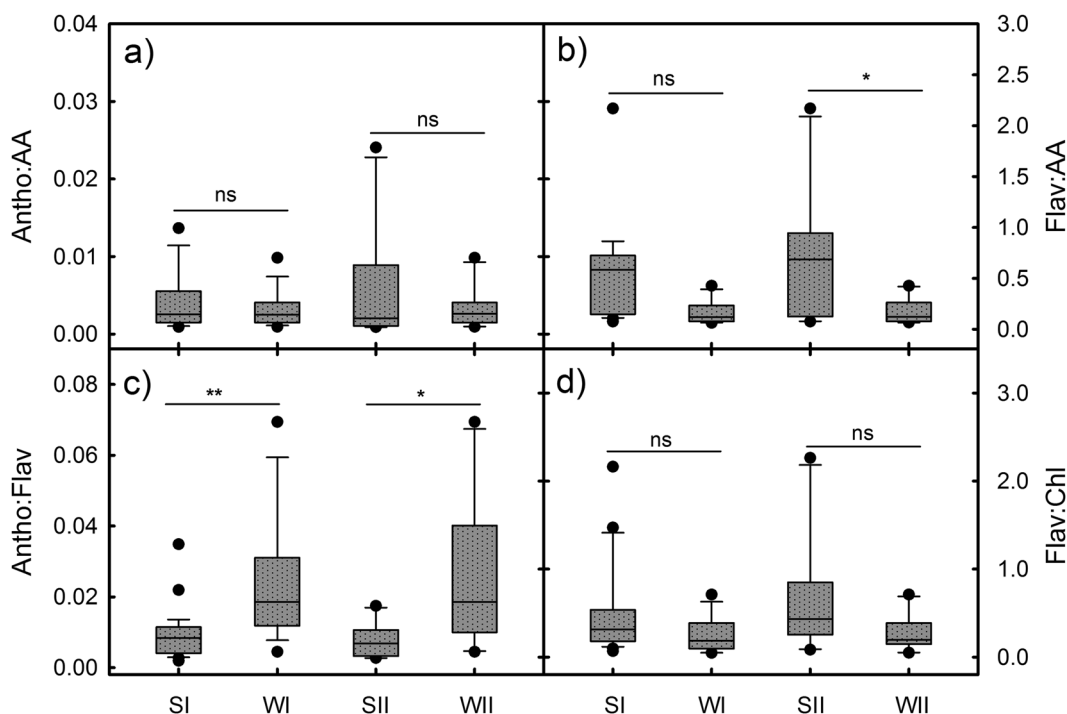 0.04
0.03
0.02
0.01
0.00
Antho:AA
a)
ns
ns
b)
ns
*
3.0
2.5
2.0
1.5
1.0
0.5
0.0
Flav:AA
0.08
0.06
0.04
0.02
0.00
Antho:Flav
c)
**
*
d)
ns
ns
3.0
2.0
1.0
0.0
Flav:Chl
SI WI SII WII SI WI SII WII